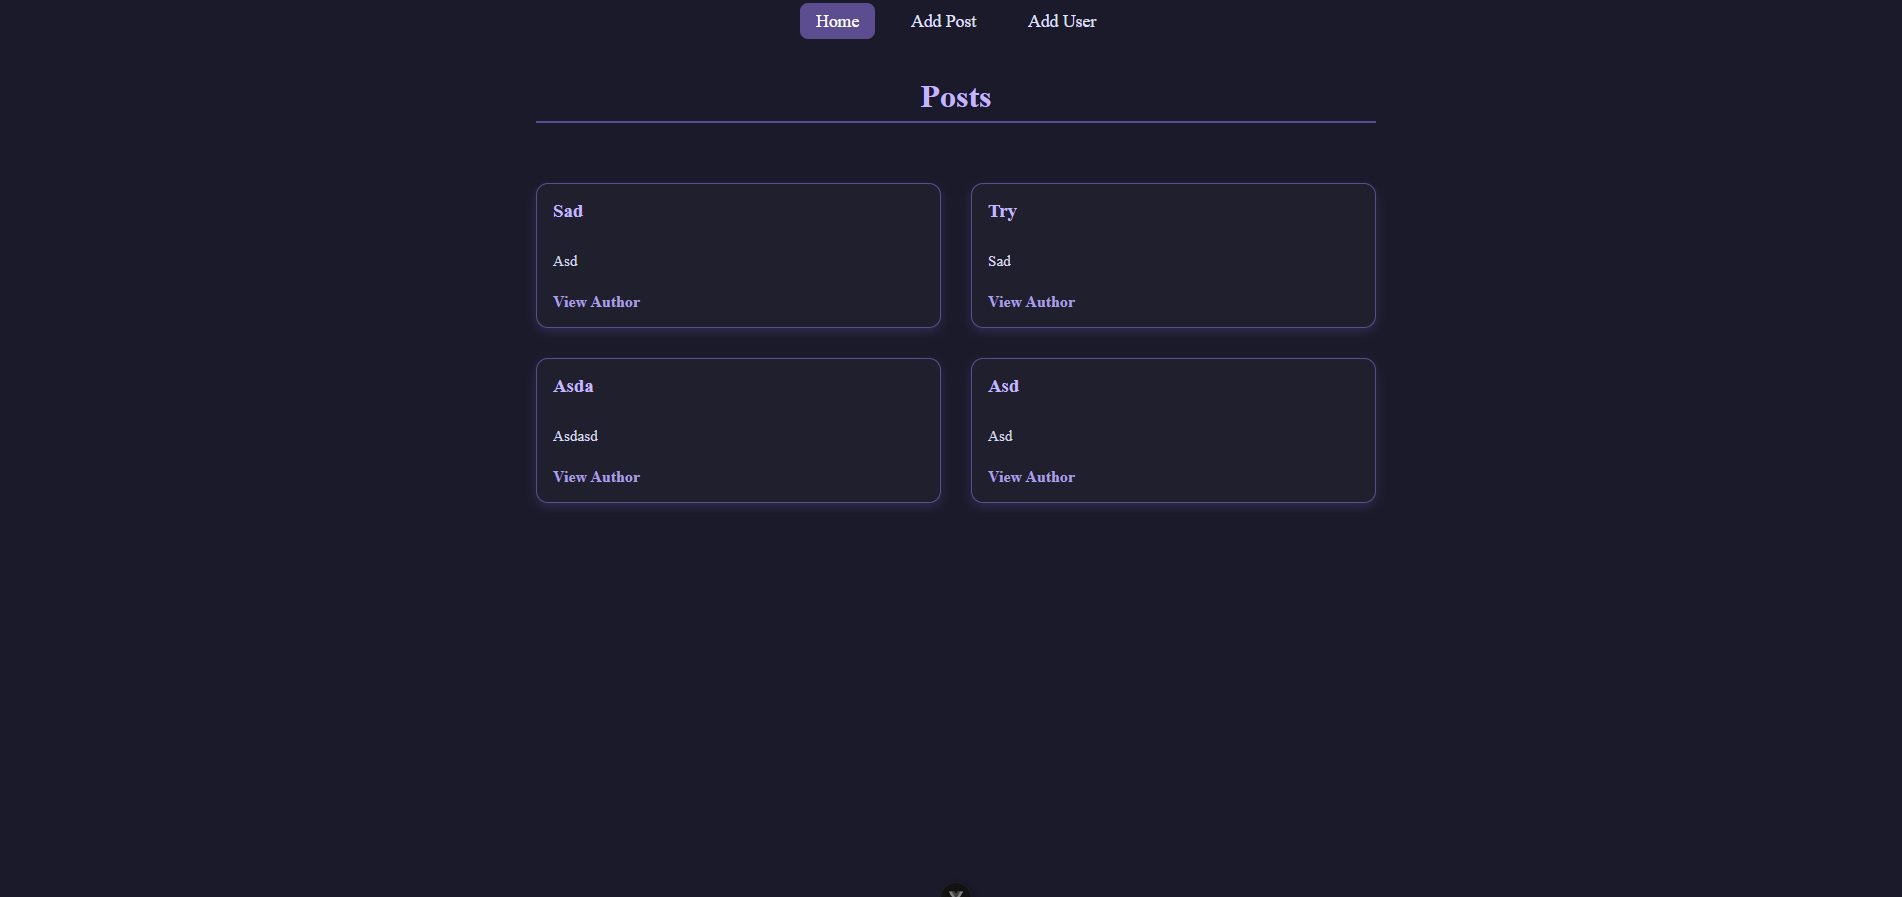 Home Add Post Add User
Posts
Sad
Asd
View Author
Try
Sad
View Author
Asda
Asdasd
View Author
Asd
Asd
View Author